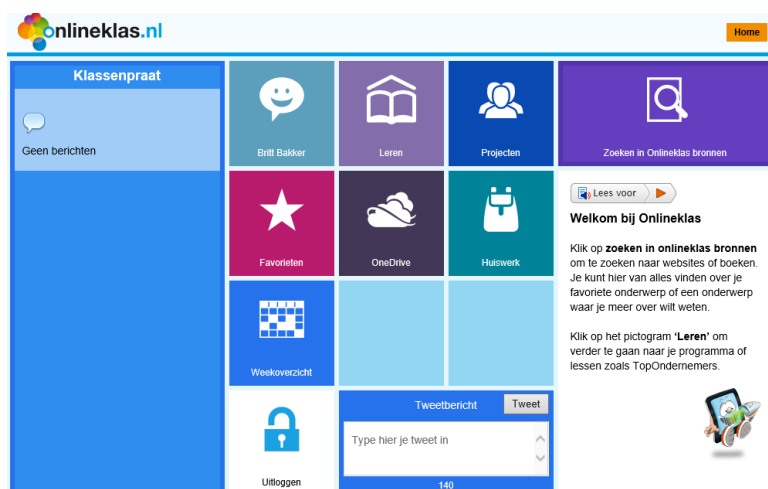 onlineklas.nl
Home
Klassenpraat
Geen berichten
Britt Bakker
Leren
Projecten
Zoeken in Onlineklas bronnen
Favorieten
OneDrive
Huiswerk
Weekoverzicht
Uitloggen
Tweetbericht
Tweet
Type hier je tweet in
140
Lees voor
Welkom bij Onlineklas
Klik op zoeken in onlineklas bronnen
om te zoeken naar websites of boeken.
Je kunt hier van alles vinden over je
favoriete onderwerp of een onderwerp
waar je meer over wilt weten.
Klik op het pictogram ‘Leren’ om
verder te gaan naar je programma of
lessen zoals TopOndernemers.